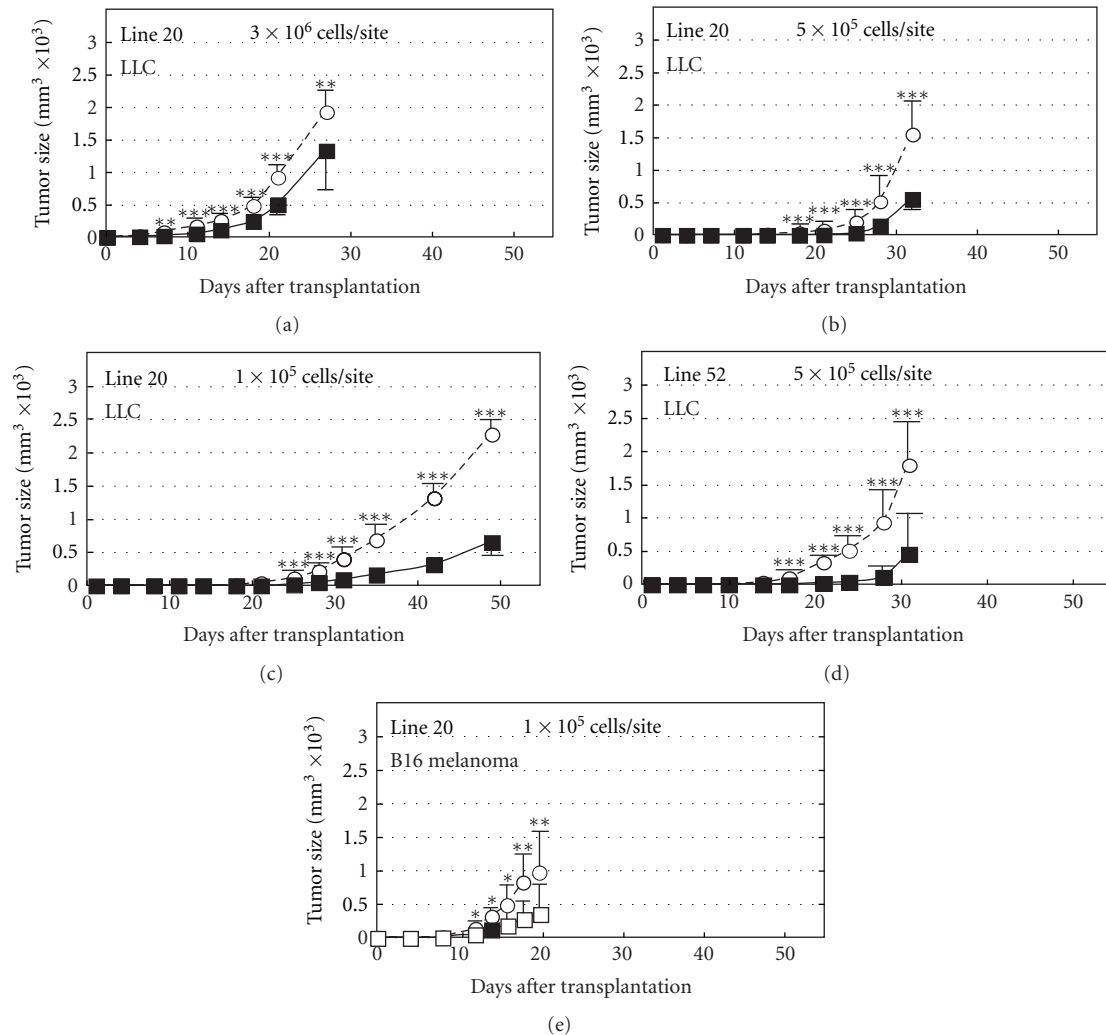 Line 20 3 × 10⁶ cells/site
LLC
Tumor size (mm³ ×10³)
3
2.5
2
1.5
1
0.5
0
** *** *** *** *** **
0 10 20 30 40 50
Days after transplantation
(a)
Line 20 5 × 10⁵ cells/site
LLC
Tumor size (mm³ ×10³)
3
2.5
2
1.5
1
0.5
0
*** *** *** *** ***
0 10 20 30 40 50
Days after transplantation
(b)
Line 20 1 × 10⁵ cells/site
LLC
Tumor size (mm³ ×10³)
3
2.5
2
1.5
1
0.5
0
*** *** *** *** *** ***
0 10 20 30 40 50
Days after transplantation
(c)
Line 52 5 × 10⁵ cells/site
LLC
Tumor size (mm³ ×10³)
3
2.5
2
1.5
1
0.5
0
*** *** *** *** ***
0 10 20 30 40 50
Days after transplantation
(d)
Line 20 1 × 10⁵ cells/site
B16 melanoma
Tumor size (mm³ ×10³)
3
2.5
2
1.5
1
0.5
0
* * * ** **
0 10 20 30 40 50
Days after transplantation
(e)